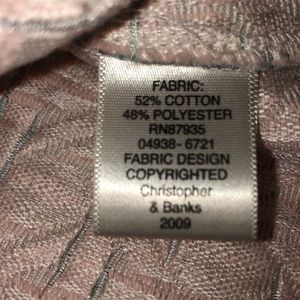 FABRIC:
52% COTTON
48% POLYESTER
RN87935
04938- 6721
FABRIC DESIGN
COPYRIGHTED
Christopher
& Banks
2009